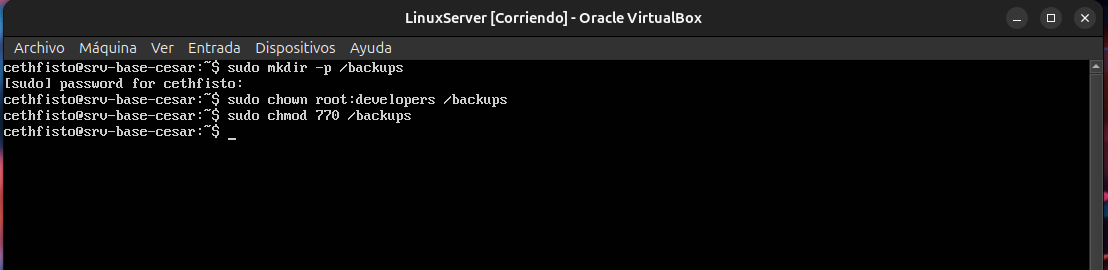 LinuxServer [Corriendo] - Oracle VirtualBox
Archivo Máquina Ver Entrada Dispositivos Ayuda
cethfisto@srv-base-cesar:~$ sudo mkdir -p /backups
[sudo] password for cethfisto:
cethfisto@srv-base-cesar:~$ sudo chown root:developers /backups
cethfisto@srv-base-cesar:~$ sudo chmod 770 /backups
cethfisto@srv-base-cesar:~$ _